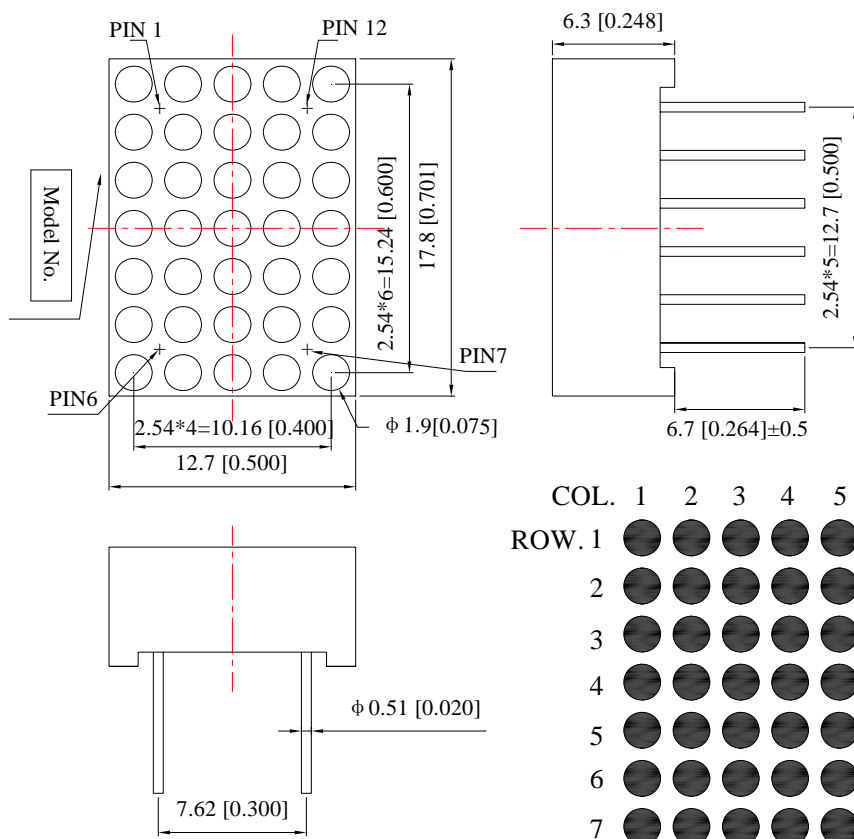 PIN 1
PIN 12
6.3 [0.248]
Model No.
2.54*6=15.24 [0.600]
17.8 [0.701]
2.54*5=12.7 [0.500]
PIN7
PIN6
2.54*4=10.16 [0.400]
ϕ 1.9[0.075]
12.7 [0.500]
6.7 [0.264]±0.5
COL. 1 2 3 4 5
ROW. 1
2
3
4
5
6
7
ϕ 0.51 [0.020]
7.62 [0.300]